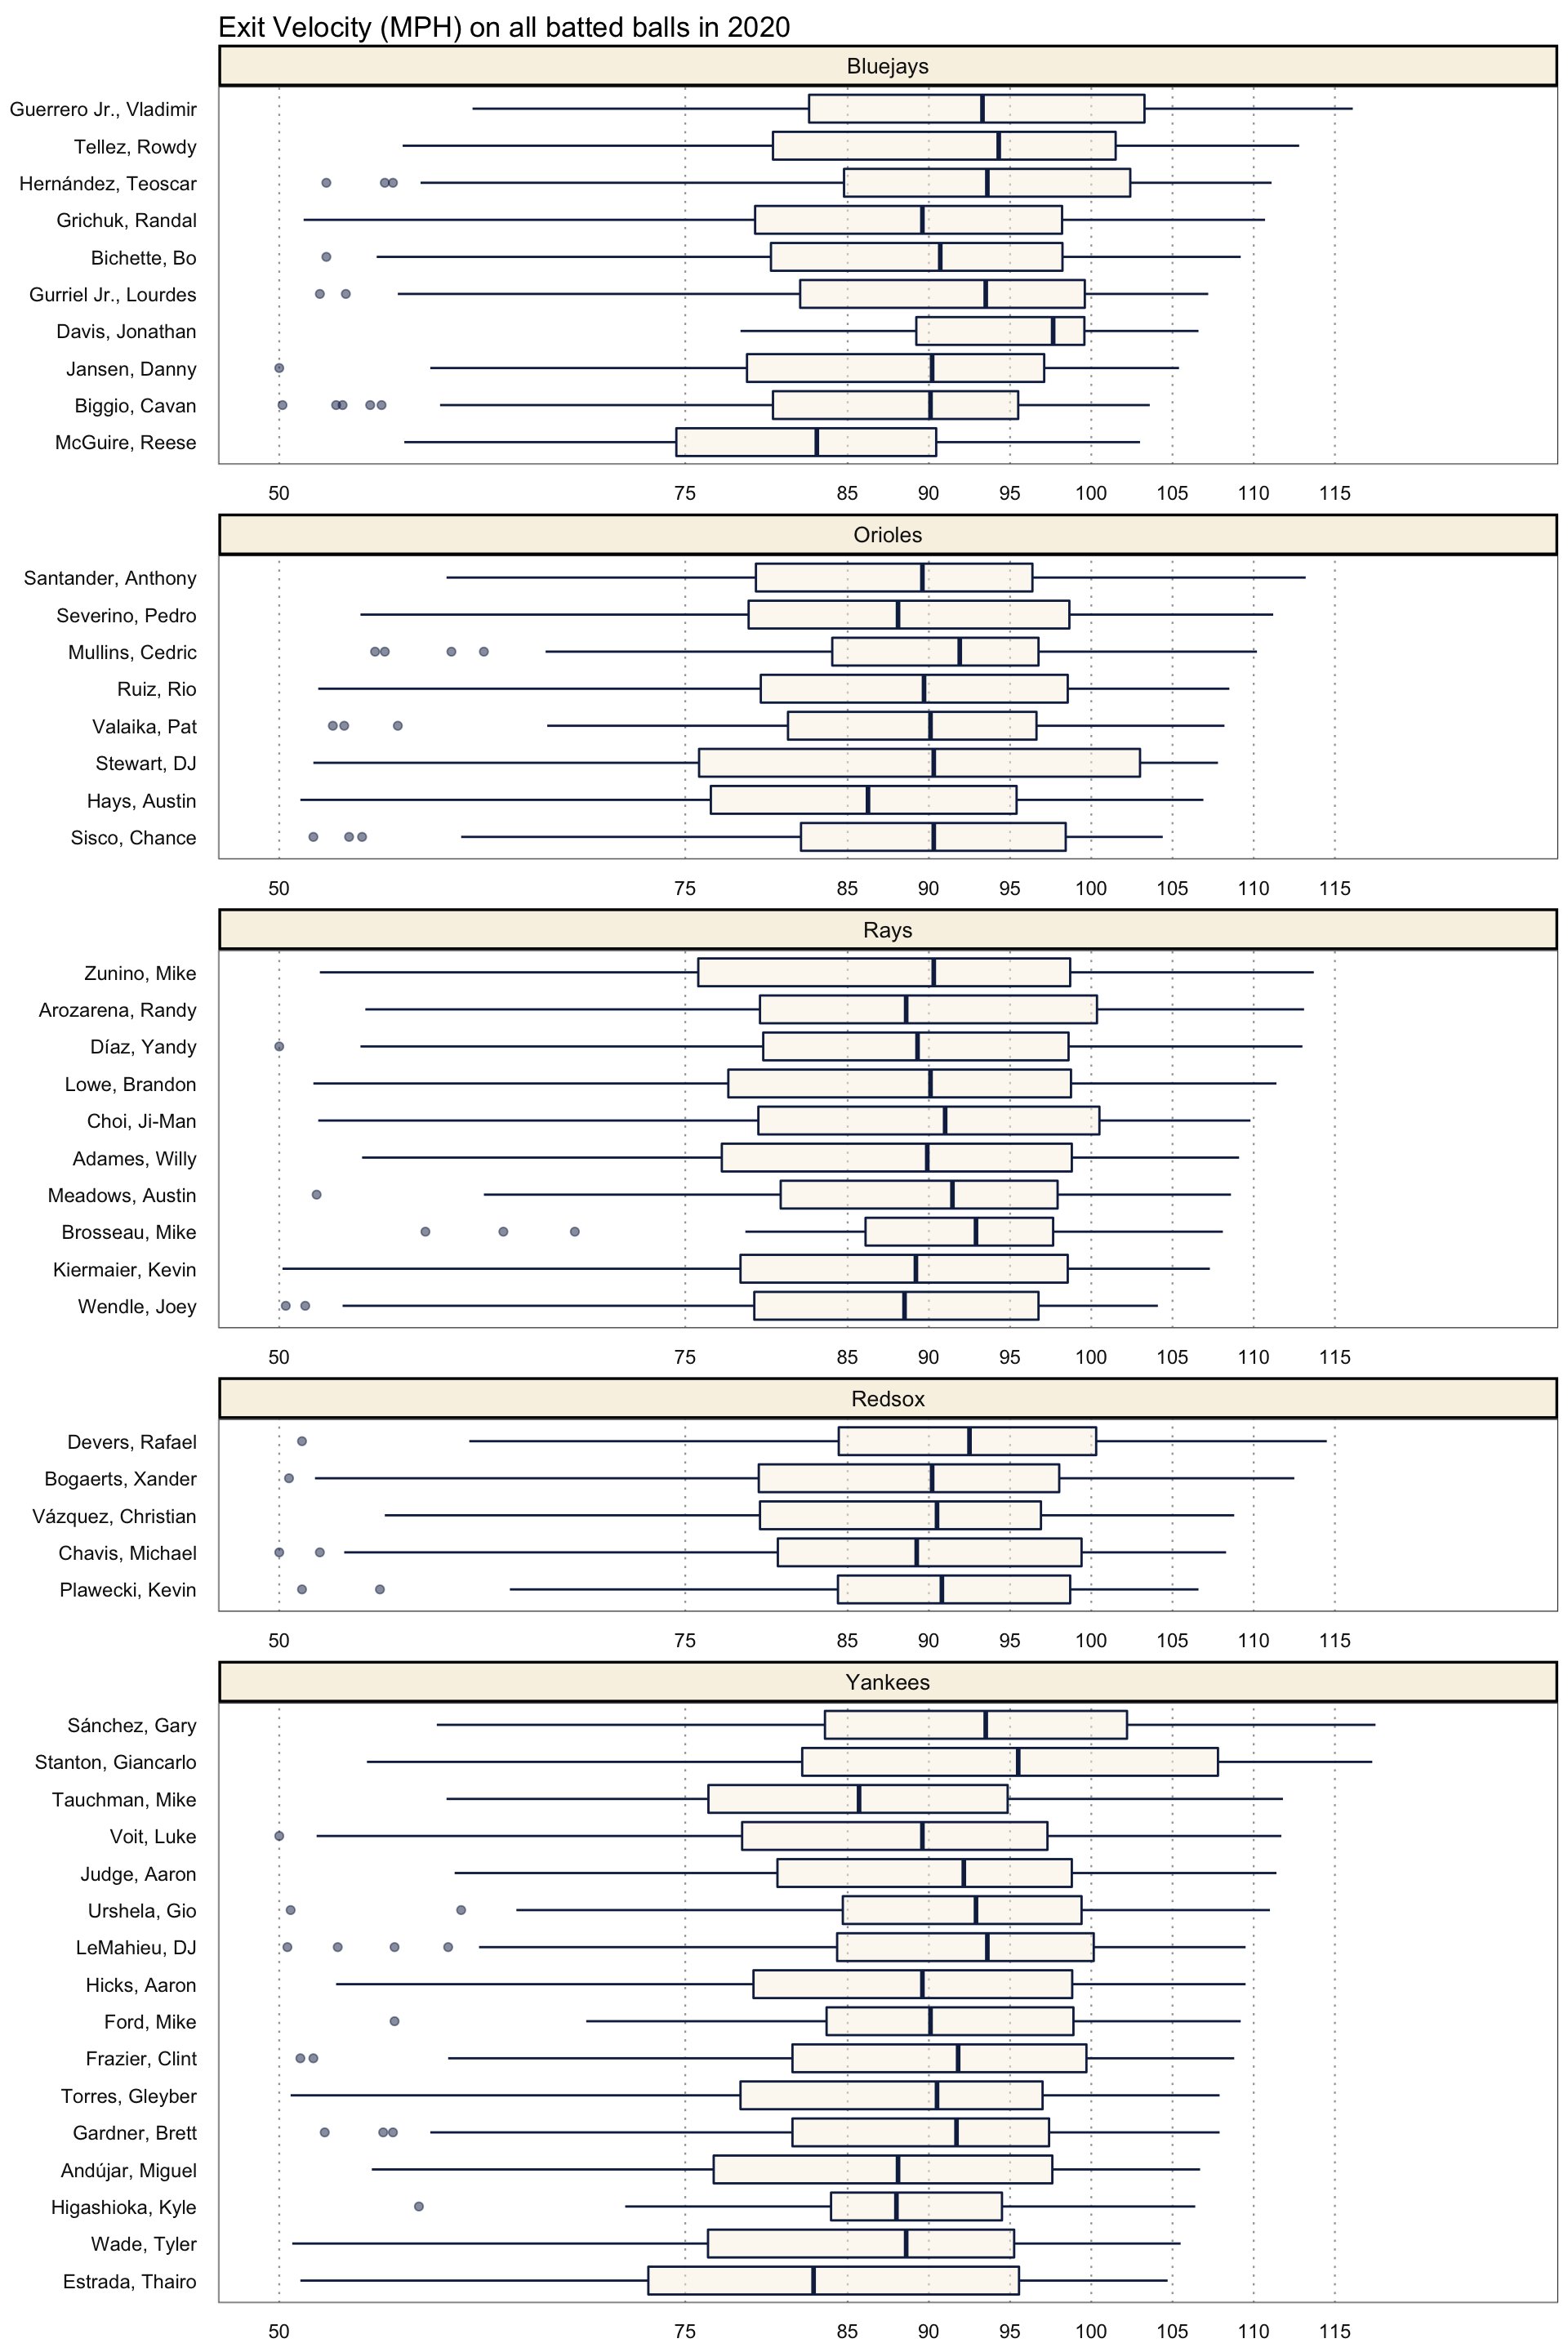 Exit Velocity (MPH) on all batted balls in 2020
Bluejays
Guerrero Jr., Vladimir
Tellez, Rowdy
Hernández, Teoscar
Grichuk, Randal
Bichette, Bo
Gurriel Jr., Lourdes
Davis, Jonathan
Jansen, Danny
Biggio, Cavan
McGuire, Reese
50 75 85 90 95 100 105 110 115
Orioles
Santander, Anthony
Severino, Pedro
Mullins, Cedric
Ruiz, Rio
Valaika, Pat
Stewart, DJ
Hays, Austin
Sisco, Chance
50 75 85 90 95 100 105 110 115
Rays
Zunino, Mike
Arozarena, Randy
Díaz, Yandy
Lowe, Brandon
Choi, Ji-Man
Adames, Willy
Meadows, Austin
Brosseau, Mike
Kiermaier, Kevin
Wendle, Joey
50 75 85 90 95 100 105 110 115
Redsox
Devers, Rafael
Bogaerts, Xander
Vázquez, Christian
Chavis, Michael
Plawecki, Kevin
50 75 85 90 95 100 105 110 115
Yankees
Sánchez, Gary
Stanton, Giancarlo
Tauchman, Mike
Voit, Luke
Judge, Aaron
Urshela, Gio
LeMahieu, DJ
Hicks, Aaron
Ford, Mike
Frazier, Clint
Torres, Gleyber
Gardner, Brett
Andújar, Miguel
Higashioka, Kyle
Wade, Tyler
Estrada, Thairo
50 75 85 90 95 100 105 110 115